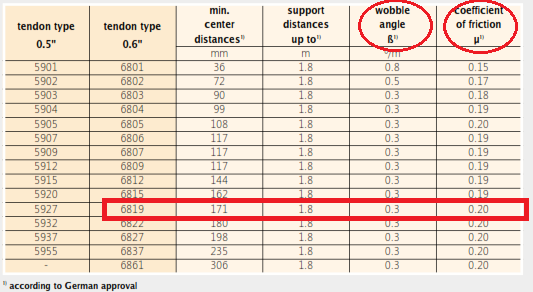 tendon type 0.5" tendon type 0.6" min. center distances¹⁾ support distances up to¹⁾ wobble angle ß¹⁾ coefficient of friction µ¹⁾
mm m °/m
5901 6801 36 1.8 0.8 0.15
5902 6802 72 1.8 0.5 0.17
5903 6803 90 1.8 0.3 0.18
5904 6804 99 1.8 0.3 0.19
5905 6805 108 1.8 0.3 0.20
5907 6806 117 1.8 0.3 0.19
5909 6807 117 1.8 0.3 0.19
5912 6809 117 1.8 0.3 0.19
5915 6812 144 1.8 0.3 0.19
5920 6815 162 1.8 0.3 0.19
5927 6819 171 1.8 0.3 0.20
5932 6822 180 1.8 0.3 0.20
5937 6827 198 1.8 0.3 0.20
5955 6837 235 1.8 0.3 0.20
- 6861 306 1.8 0.3 0.20
¹⁾ according to German approval